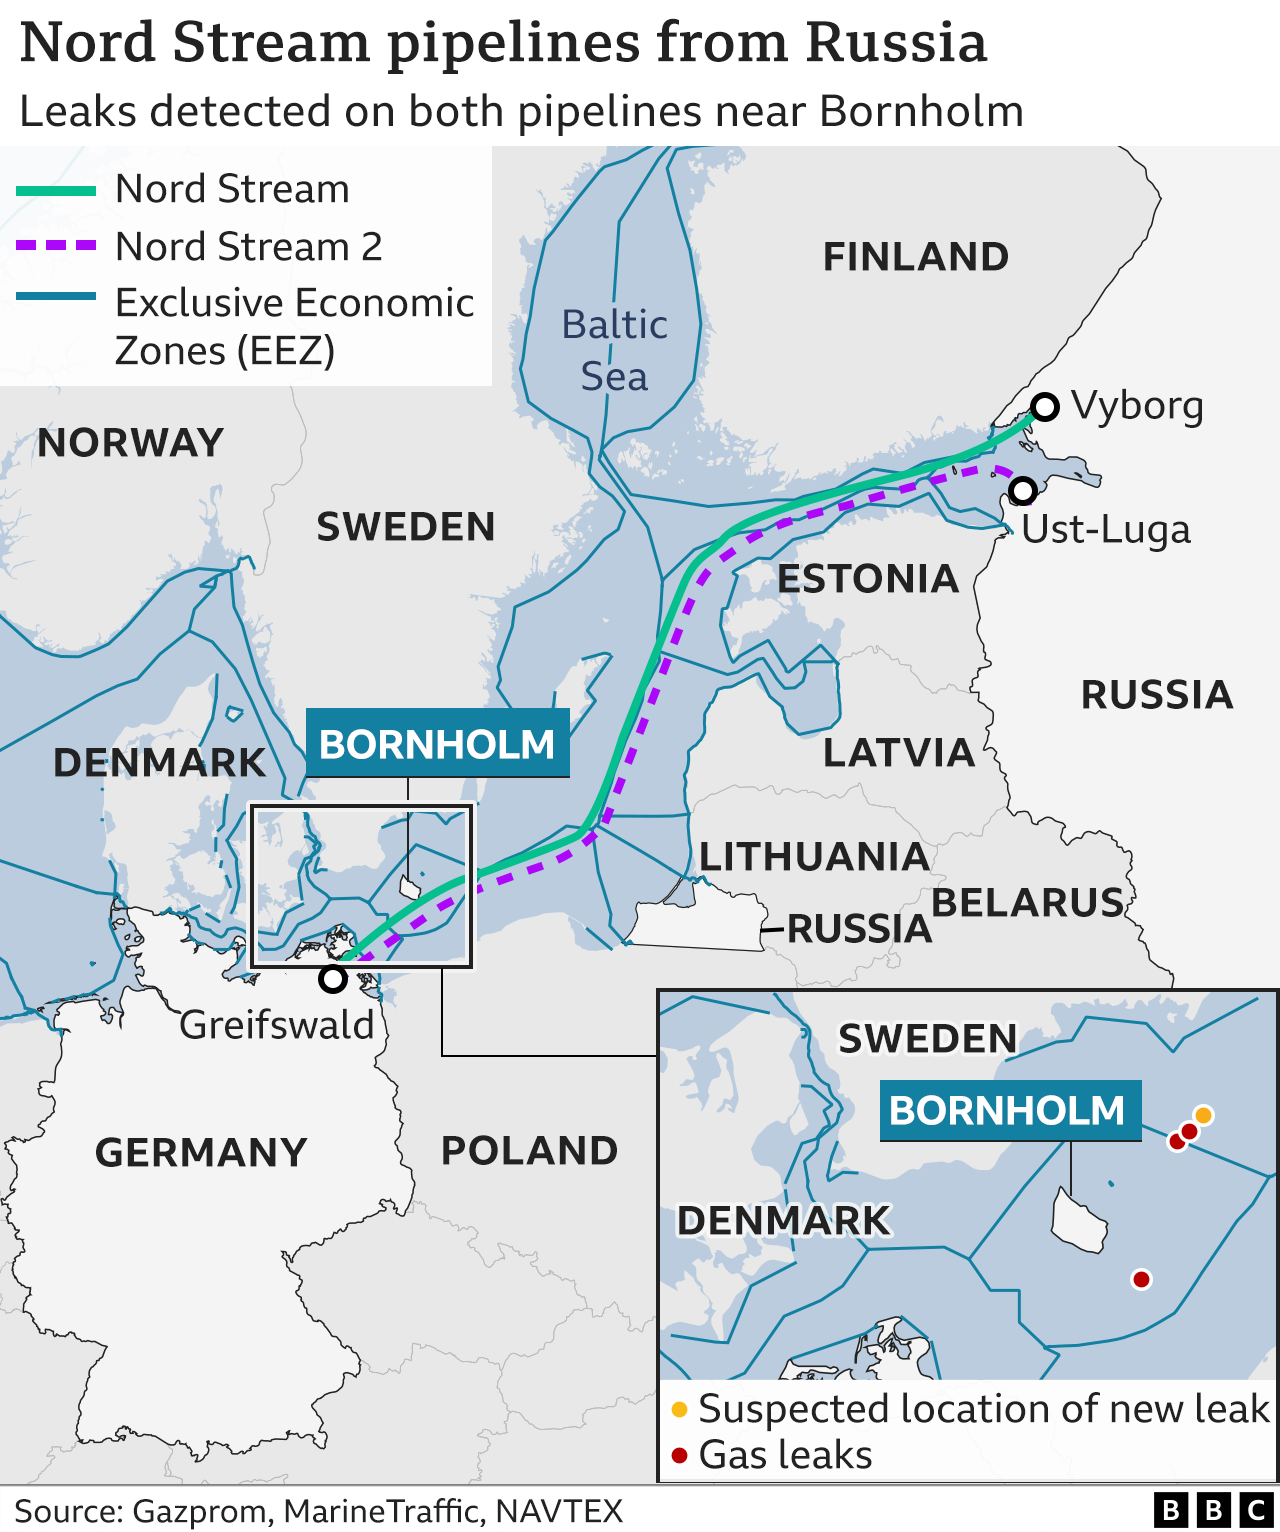 Nord Stream pipelines from Russia
Leaks detected on both pipelines near Bornholm
Nord Stream
Nord Stream 2
Exclusive Economic
Zones (EEZ)
FINLAND
Baltic
Sea
Vyborg
NORWAY
SWEDEN
Ust-Luga
ESTONIA
RUSSIA
BORNHOLM
DENMARK
LATVIA
LITHUANIA
BELARUS
RUSSIA
Greifswald
GERMANY
POLAND
SWEDEN
BORNHOLM
DENMARK
Suspected location of new leak
Gas leaks
Source: Gazprom, MarineTraffic, NAVTEX
BBC